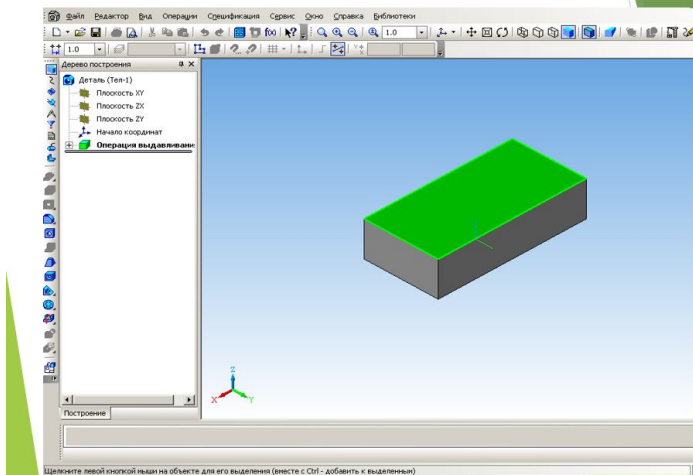 Файл Редактор Вид Операции Спецификация Сервис Окно Справка Библиотеки
f(x) 1.0
1.0
Дерево построения
Деталь (Тел-1)
Плоскость XY
Плоскость ZX
Плоскость ZY
Начало координат
Операция выдавливани
Z
X Y
Построение
Щелкните левой кнопкой мыши на объекте для его выделения (вместе с Ctrl - добавить к выделенным)